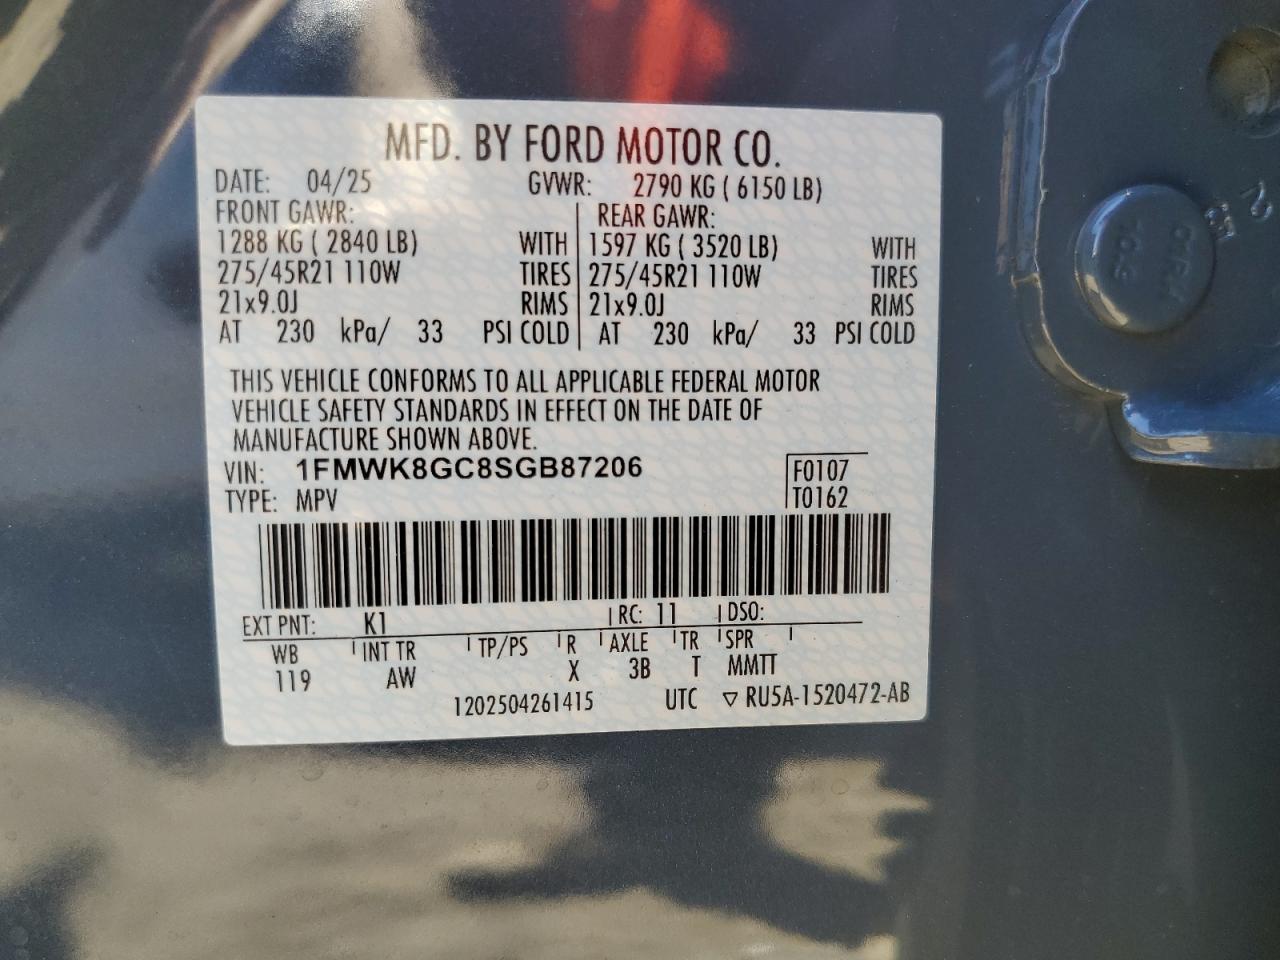 MFD. BY FORD MOTOR CO.
DATE: 04/25 GVWR: 2790 KG ( 6150 LB)
FRONT GAWR: REAR GAWR:
1288 KG ( 2840 LB) WITH 1597 KG ( 3520 LB) WITH
275/45R21 110W TIRES 275/45R21 110W TIRES
21x9.0J RIMS 21x9.0J RIMS
AT 230 kPa/ 33 PSI COLD AT 230 kPa/ 33 PSI COLD
THIS VEHICLE CONFORMS TO ALL APPLICABLE FEDERAL MOTOR
VEHICLE SAFETY STANDARDS IN EFFECT ON THE DATE OF
MANUFACTURE SHOWN ABOVE.
VIN: 1FMWK8GC8SGB87206 F0107
TYPE: MPV T0162
EXT PNT: K1 RC: 11 DSO:
WB INT TR TP/PS R AXLE TR SPR
119 AW X 3B T MMTT
1202504261415 UTC ▽ RU5A-1520472-AB